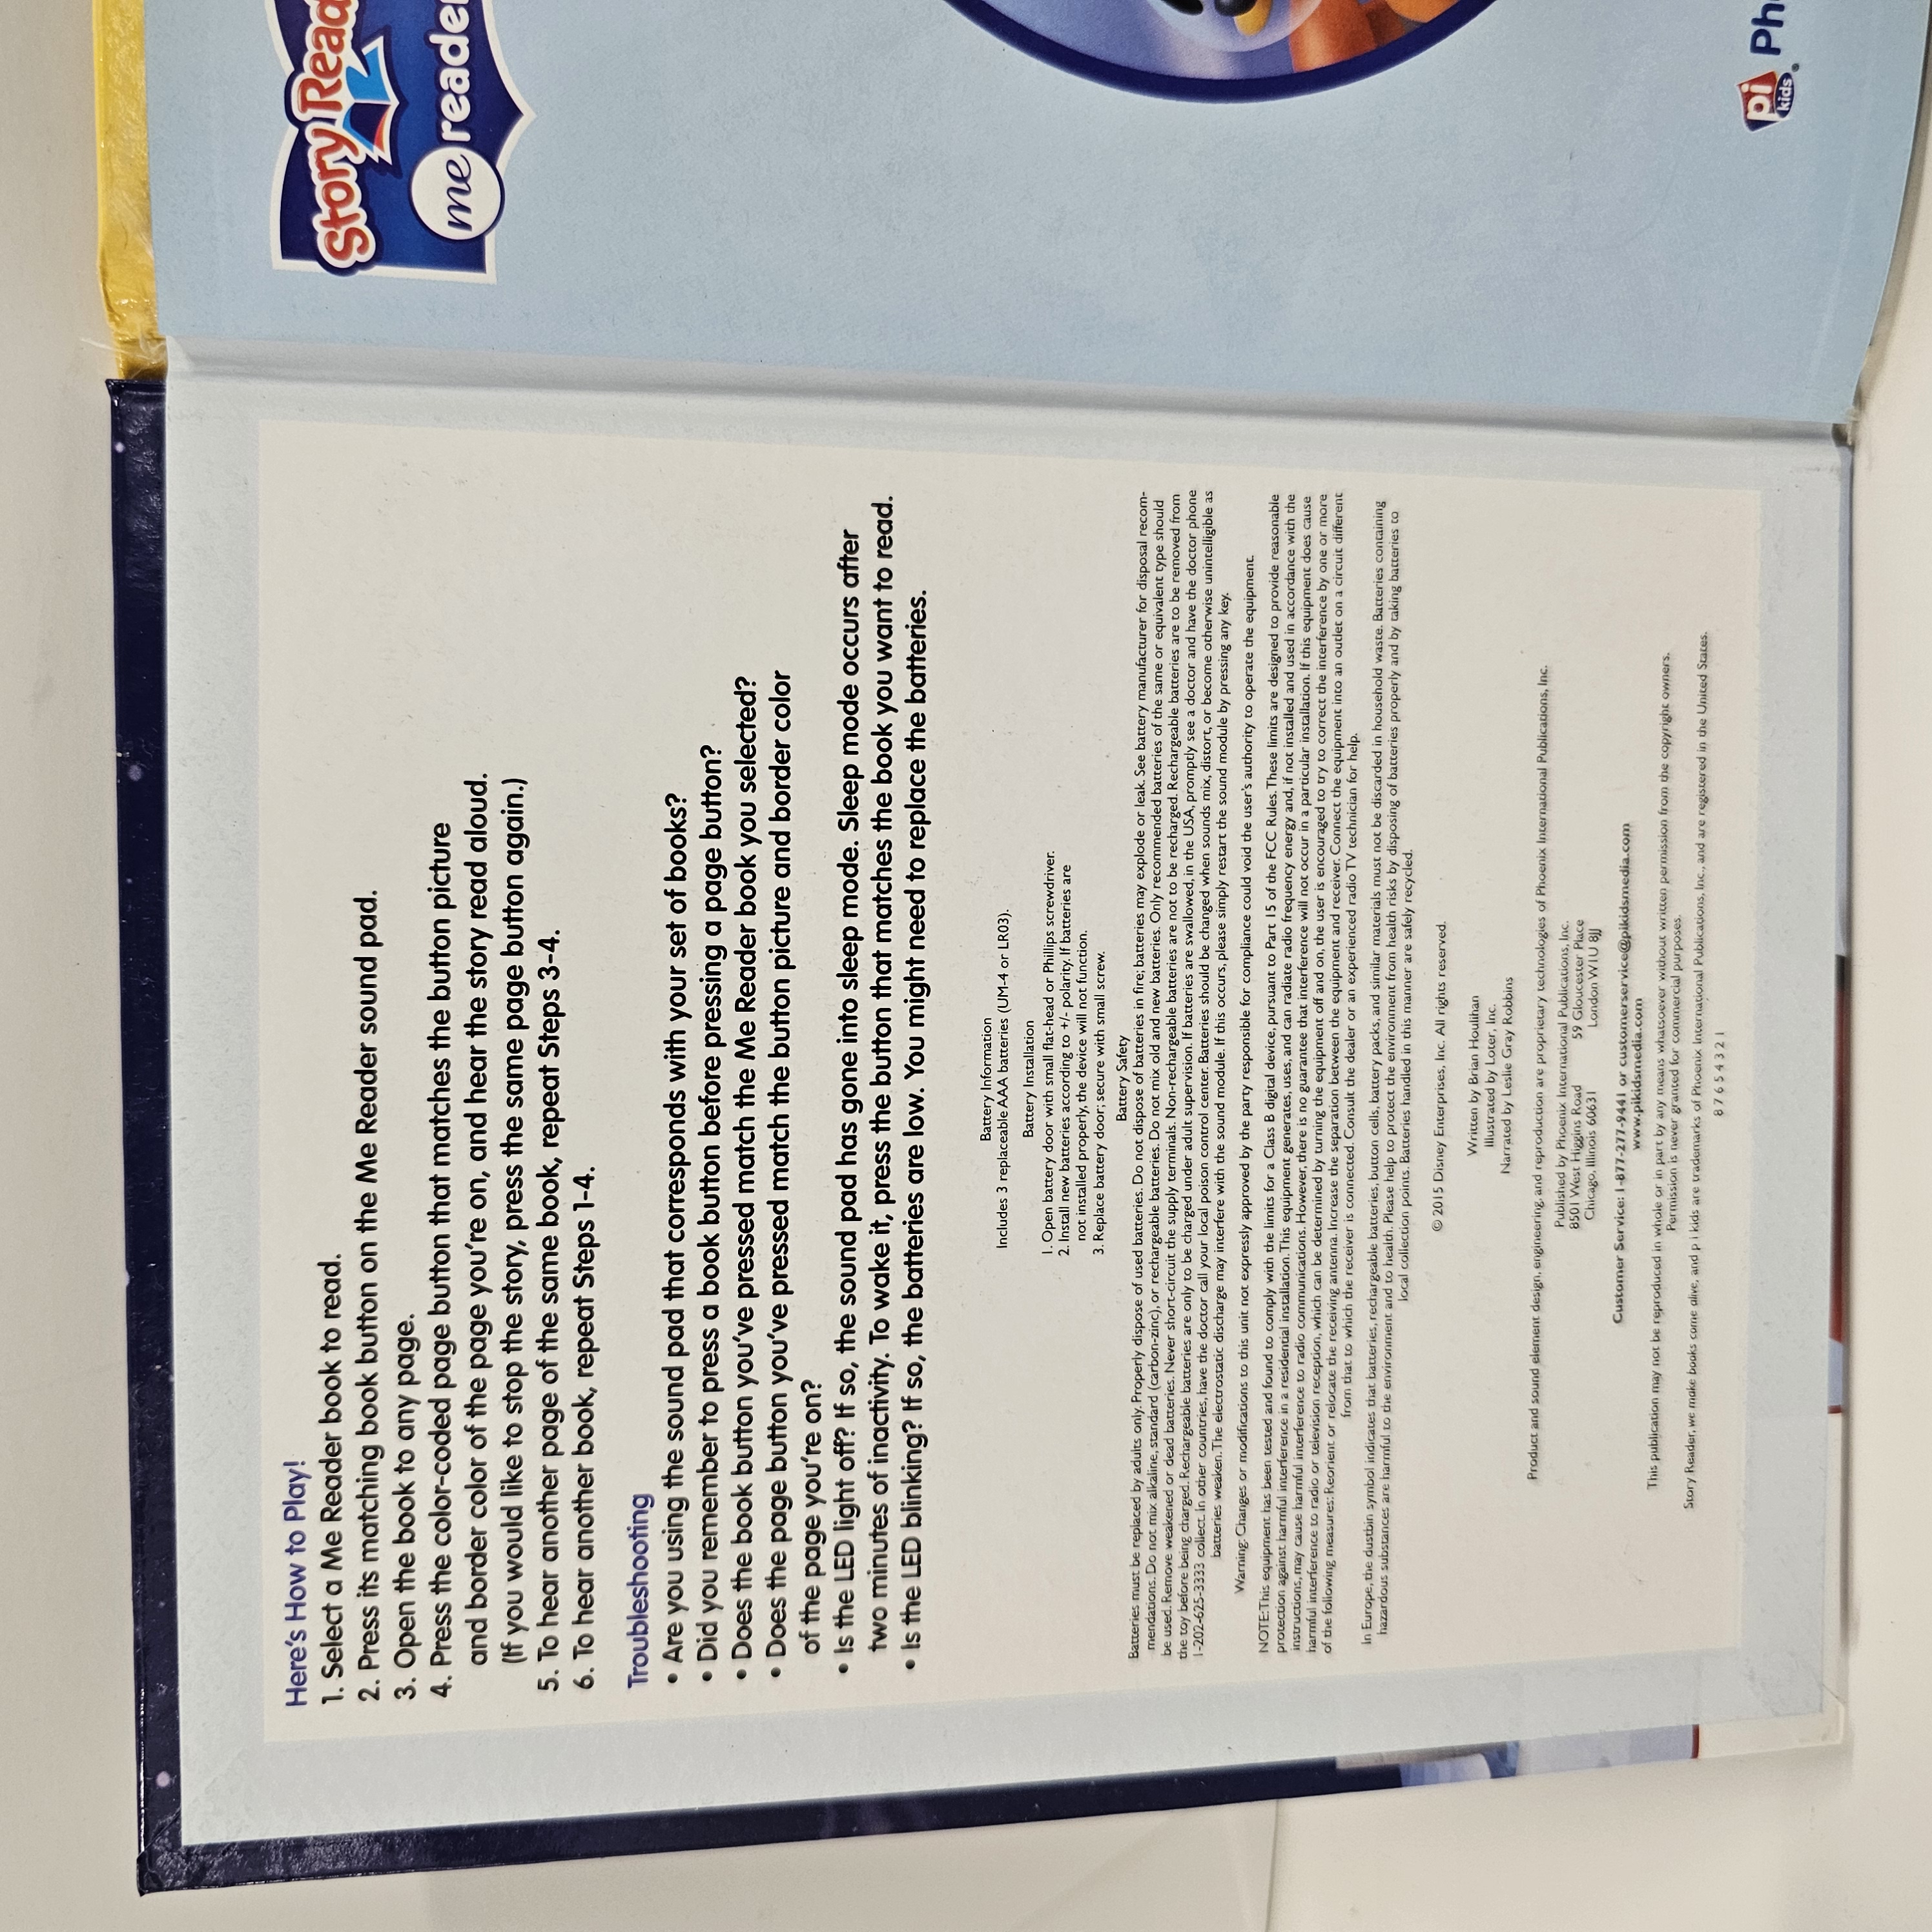 Here's How to Play!
1. Select a Me Reader book to read.
2. Press its matching book button on the Me Reader sound pad.
3. Open the book to any page.
4. Press the color-coded page button that matches the button picture
and border color of the page you're on, and hear the story read aloud.
(If you would like to stop the story, press the same page button again.)
5. To hear another page of the same book, repeat Steps 3-4.
6. To hear another book, repeat Steps 1-4.
Troubleshooting
• Are you using the sound pad that corresponds with your set of books?
• Did you remember to press a book button before pressing a page button?
• Does the book button you've pressed match the Me Reader book you selected?
• Does the page button you've pressed match the button picture and border color
of the page you're on?
• Is the LED light off? If so, the sound pad has gone into sleep mode. Sleep mode occurs after
two minutes of inactivity. To wake it, press the button that matches the book you want to read.
• Is the LED blinking? If so, the batteries are low. You might need to replace the batteries.
Battery Information
Includes 3 replaceable AAA batteries (UM-4 or LR03).
Battery Installation
1. Open battery door with small flat-head or Phillips screwdriver.
2. Install new batteries according to +/- polarity. If batteries are
not installed properly, the device will not function.
3. Replace battery door; secure with small screw.
Battery Safety
Batteries must be replaced by adults only. Properly dispose of used batteries. Do not dispose of batteries in fire; batteries may explode or leak. See battery manufacturer for disposal recom-
mendations. Do not mix alkaline, standard (carbon-zinc), or rechargeable batteries. Do not mix old and new batteries. Only recommended batteries of the same or equivalent type should
be used. Remove weakened or dead batteries. Never short-circuit the supply terminals. Non-rechargeable batteries are not to be recharged. Rechargeable batteries are to be removed from
the toy before being charged. Rechargeable batteries are only to be charged under adult supervision. If batteries are swallowed, in the USA, promptly see a doctor and have the doctor phone
1-202-625-3333 collect. In other countries, have the doctor call your local poison control center. Batteries should be changed when sounds mix, distort, or become otherwise unintelligible as
batteries weaken. The electrostatic discharge may interfere with the sound module. If this occurs, please simply restart the sound module by pressing any key.
Warning: Changes or modifications to this unit not expressly approved by the party responsible for compliance could void the user's authority to operate the equipment.
NOTE: This equipment has been tested and found to comply with the limits for a Class B digital device, pursuant to Part 15 of the FCC Rules. These limits are designed to provide reasonable
protection against harmful interference in a residential installation. This equipment generates, uses, and can radiate radio frequency energy and, if not installed and used in accordance with the
instructions, may cause harmful interference to radio communications. However, there is no guarantee that interference will not occur in a particular installation. If this equipment does cause
harmful interference to radio or television reception, which can be determined by turning the equipment off and on, the user is encouraged to try to correct the interference by one or more
of the following measures: Reorient or relocate the receiving antenna. Increase the separation between the equipment and receiver. Connect the equipment into an outlet on a circuit different
from that to which the receiver is connected. Consult the dealer or an experienced radio TV technician for help.
In Europe, the dustbin symbol indicates that batteries, rechargeable batteries, button cells, battery packs, and similar materials must not be discarded in household waste. Batteries containing
hazardous substances are harmful to the environment and to health. Please help to protect the environment from health risks by disposing of batteries properly and by taking batteries to
local collection points. Batteries handled in this manner are safely recycled.
© 2015 Disney Enterprises, Inc. All rights reserved.
Written by Brian Houlihan
Illustrated by Loter, Inc.
Narrated by Leslie Gray Robbins
Product and sound element design, engineering, and reproduction are proprietary technologies of Phoenix International Publications, Inc.
Published by Phoenix International Publications, Inc.
8501 West Higgins Road 59 Gloucester Place
Chicago, Illinois 60631 London W1U 8JJ
Customer Service: 1-877-277-9441 or customerservice@pikidsmedia.com
www.pikidsmedia.com
This publication may not be reproduced in whole or in part by any means whatsoever without written permission from the copyright owners.
Permission is never granted for commercial purposes.
Story Reader, we make books come alive, and p i kids are trademarks of Phoenix International Publications, Inc., and are registered in the United States.
8 7 6 5 4 3 2 1
Story Read
me reader
pi kids
Ph